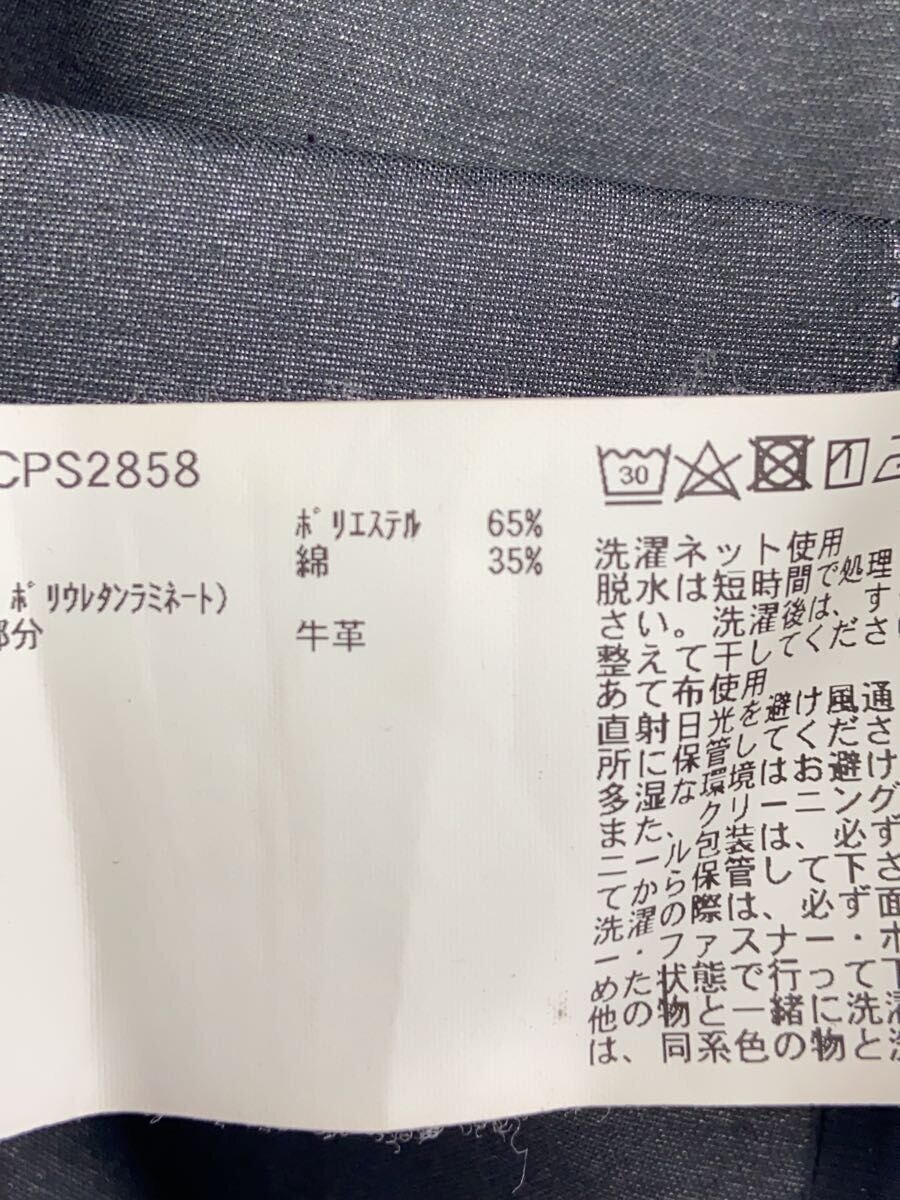 CPS2858
ポリエステル 65%
綿 35%
ポリウレタンラミネート)
部分 牛革
30
洗濯ネット使用
脱水は短時間で処理
さい。洗濯後は、す
整えて干してくださ
あて布使用
直射日光を避け風通
所に保管してくださ
多湿な環境はお避け
また、クリーニング
ニール包装は、必ず
てから保管して下さ
洗濯の際は、必ず面
ー・ファスナー・ホ
めた状態で行って下
他の物と一緒に洗濯
は、同系色の物と洗